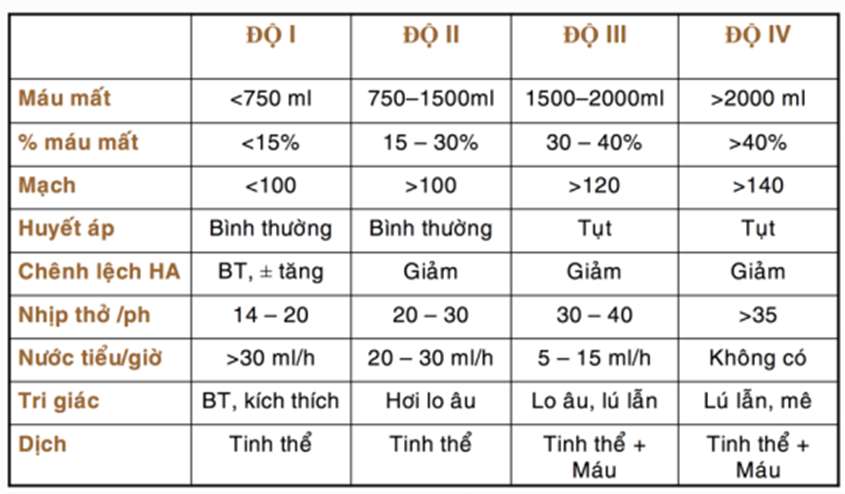 ĐỘ I ĐỘ II ĐỘ III ĐỘ IV
Máu mất <750 ml 750–1500ml 1500–2000ml >2000 ml
% máu mất <15% 15 – 30% 30 – 40% >40%
Mạch <100 >100 >120 >140
Huyết áp Bình thường Bình thường Tụt Tụt
Chênh lệch HA BT, ± tăng Giảm Giảm Giảm
Nhịp thở /ph 14 – 20 20 – 30 30 – 40 >35
Nước tiểu/giờ >30 ml/h 20 – 30 ml/h 5 – 15 ml/h Không có
Tri giác BT, kích thích Hơi lo âu Lo âu, lú lẫn Lú lẫn, mê
Dịch Tinh thể Tinh thể Tinh thể + Tinh thể +
Máu Máu